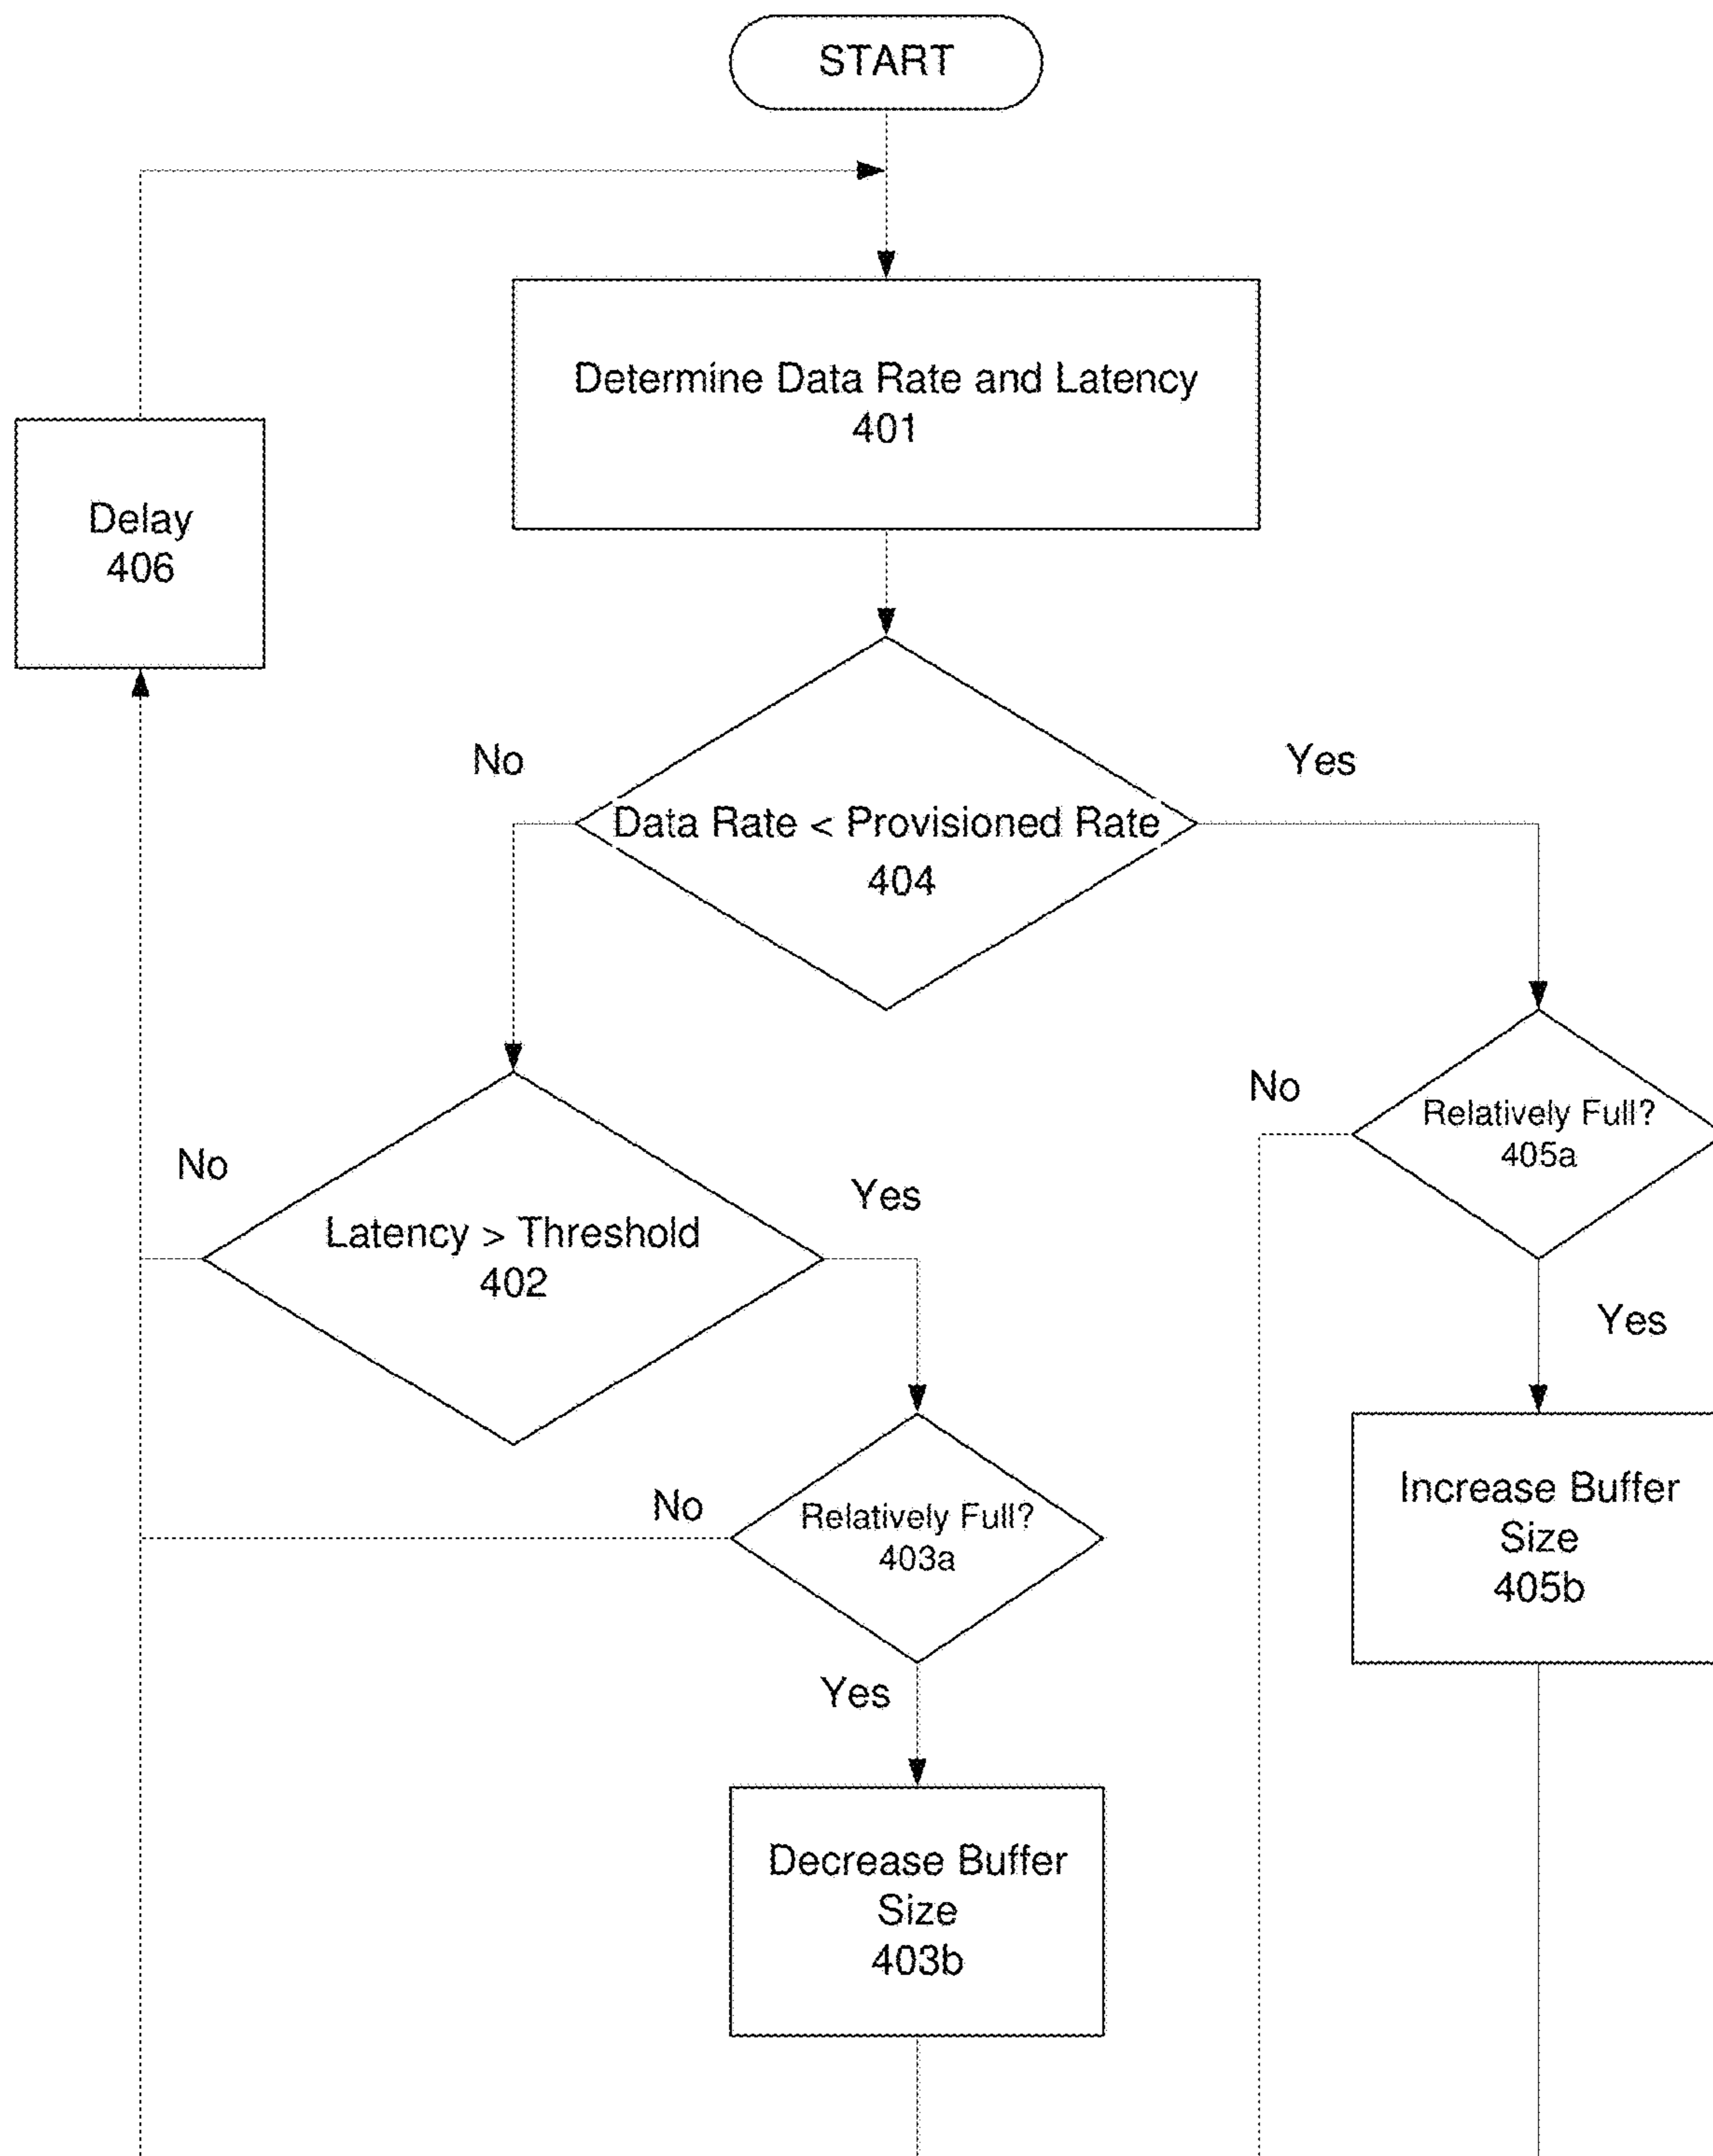 START
Determine Data Rate and Latency
401
Delay
406
No
Yes
Data Rate < Provisioned Rate
404
No
Relatively Full?
405a
No
Yes
Latency > Threshold
402
Yes
Increase Buffer
Size
405b
No
Relatively Full?
403a
Yes
Decrease Buffer
Size
403b